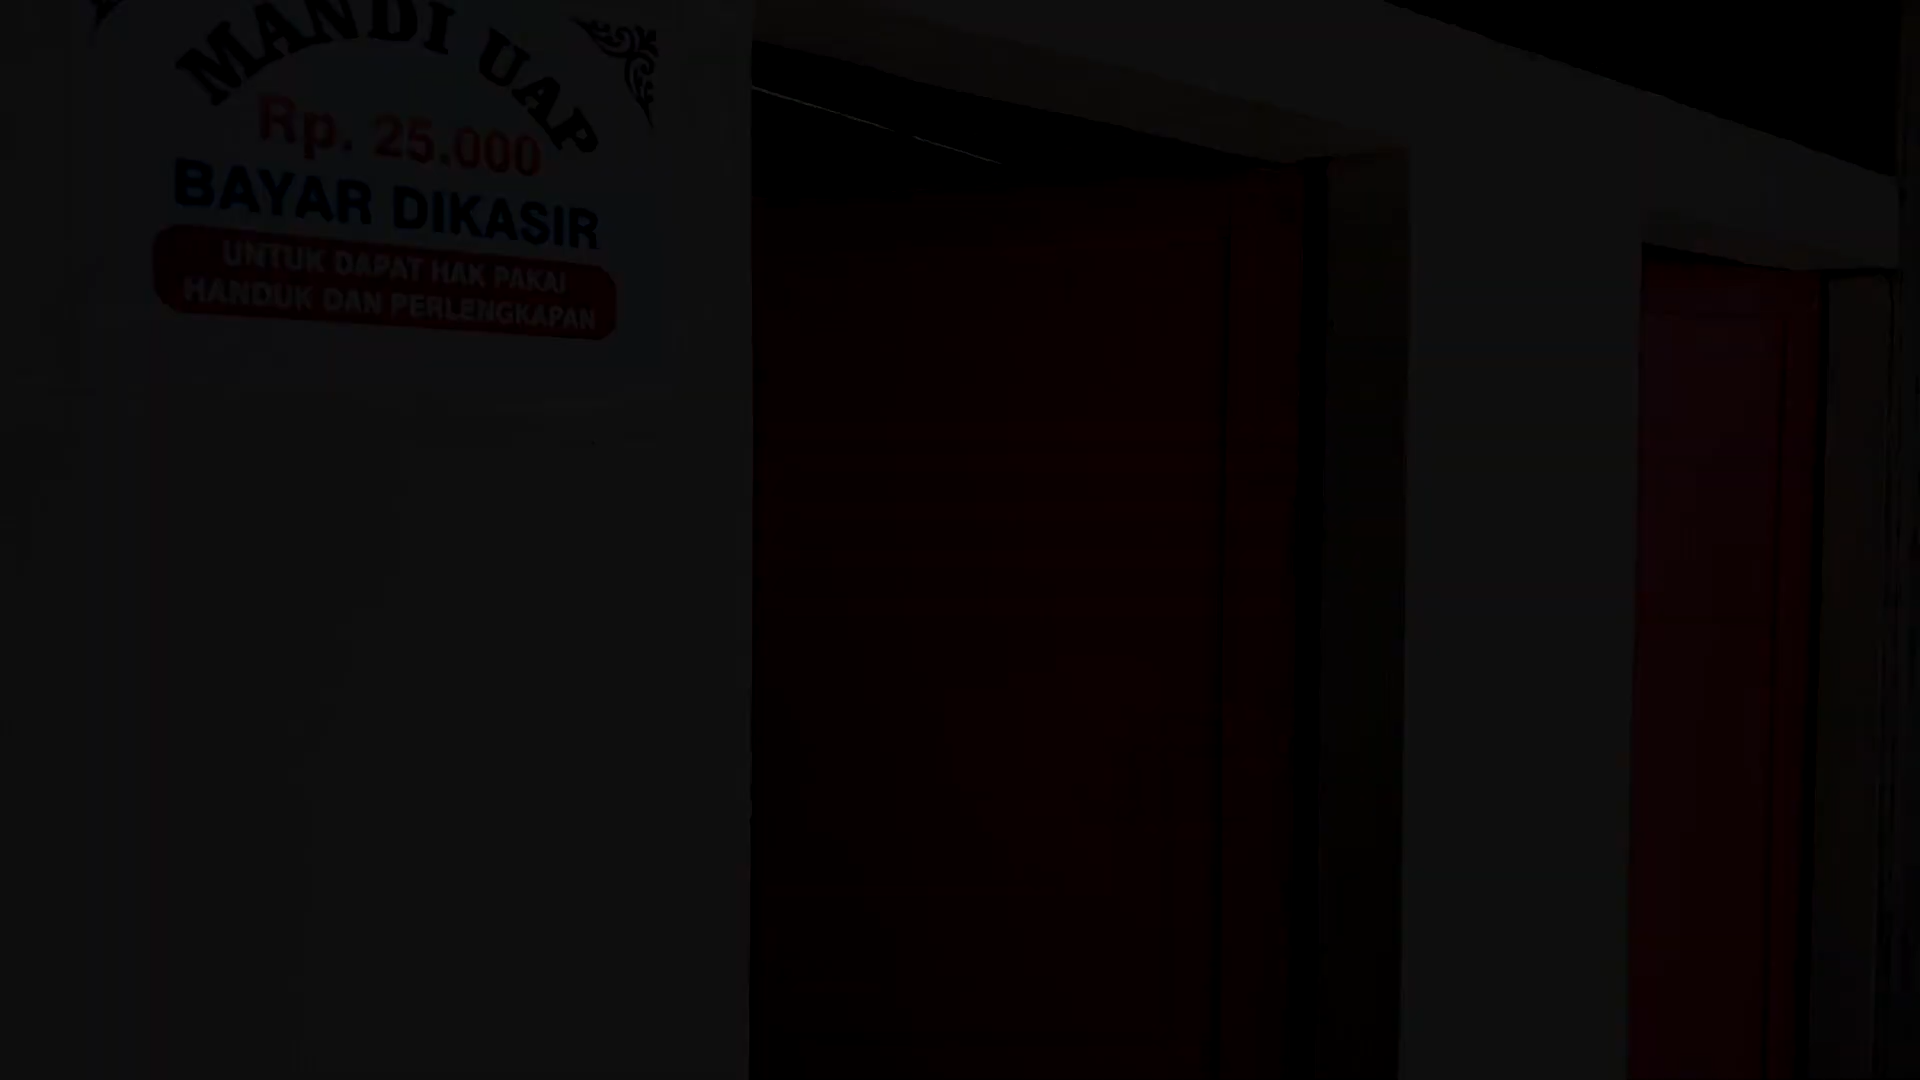 MANDI UAP
Rp. 25.000
BAYAR DIKASIR
UNTUK DAPAT HAK PAKAI
HANDUK DAN PERLENGKAPAN